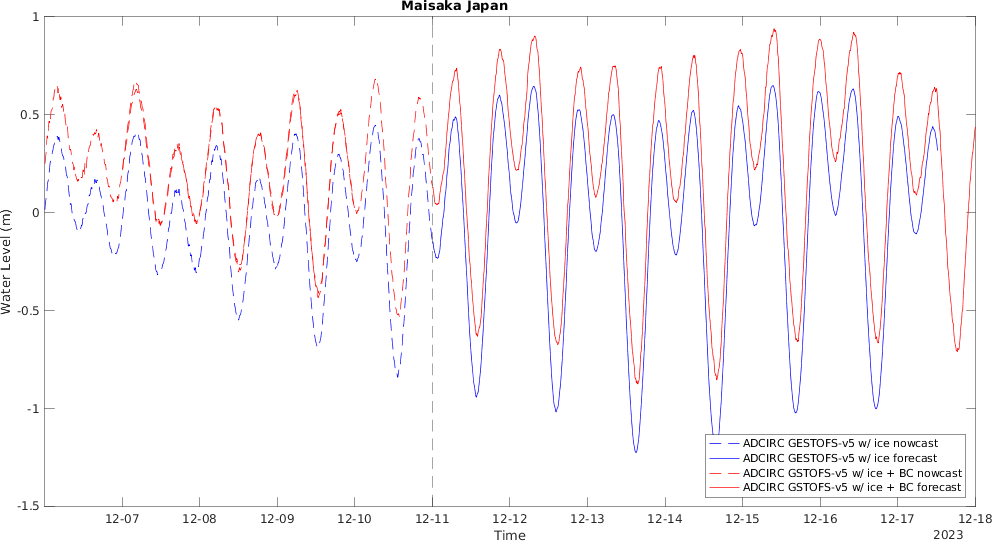 Maisaka Japan
1
0.5
0
-0.5
-1
-1.5
Water Level (m)
12-07 12-08 12-09 12-10 12-11 12-12 12-13 12-14 12-15 12-16 12-17 12-18
Time
2023
ADCIRC GESTOFS-v5 w/ ice nowcast
ADCIRC GESTOFS-v5 w/ ice forecast
ADCIRC GSTOFS-v5 w/ ice + BC nowcast
ADCIRC GSTOFS-v5 w/ ice + BC forecast